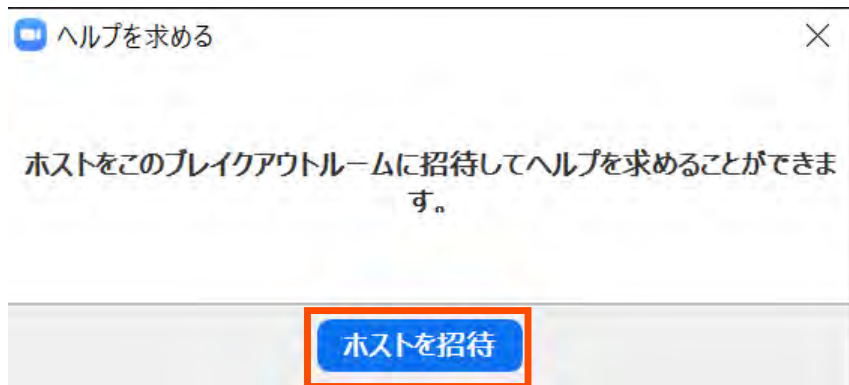 ヘルプを求める
ホストをこのブレイクアウトルームに招待してヘルプを求めることができま
す。
ホストを招待